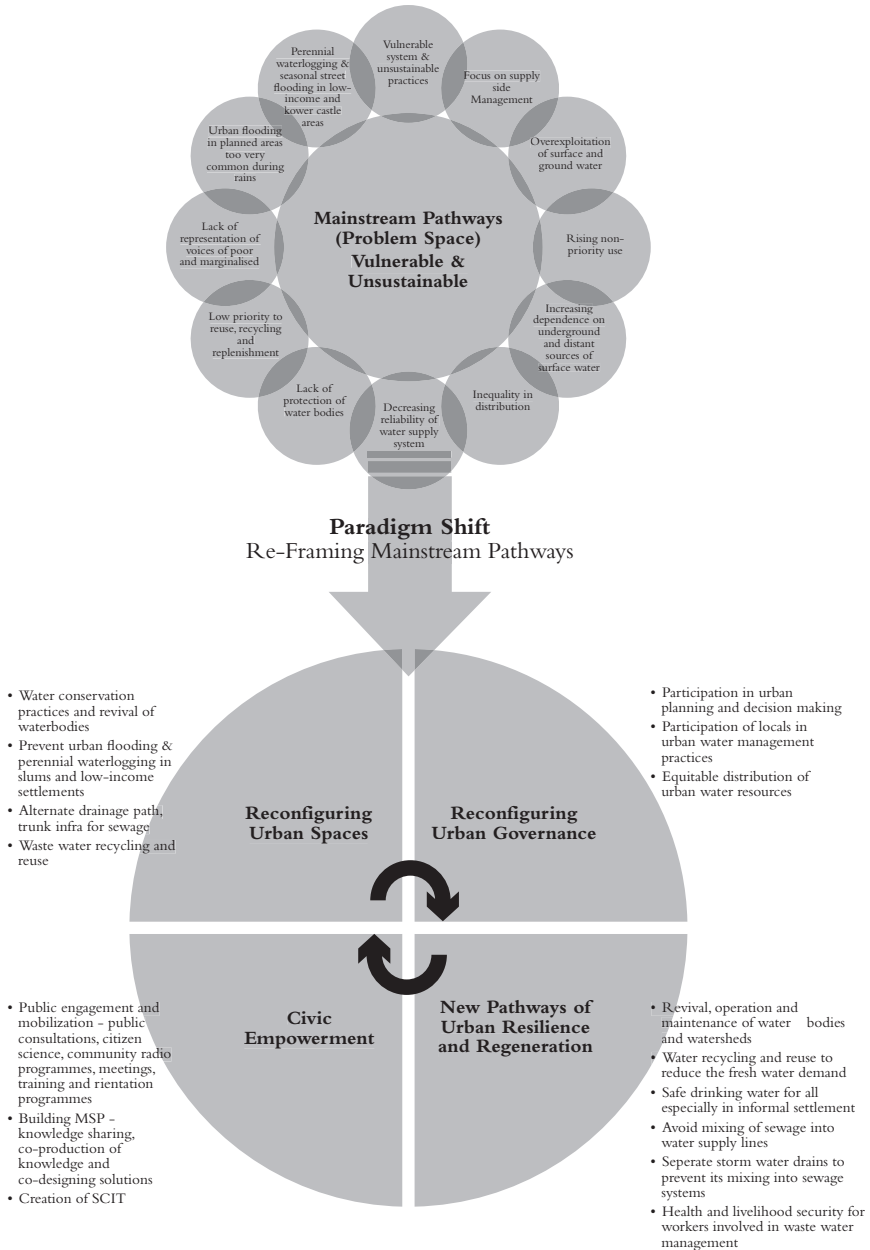 Vulnerable
system &
unsustainable
practices
Focus on supply
side
Management
Overexploitation
of surface and
ground water
Rising non-
priority use
Increasing
dependence on
underground
and distant
sources of
surface water
Inequality in
distribution
Decreasing
reliability of
water supply
system
Lack of
protection of
water bodies
Low priority to
reuse, recycling
and
replenishment
Lack of
representation of
voices of poor
and marginalised
Urban flooding
in planned areas
too very
common during
rains
Perennial
waterlogging &
seasonal street
flooding in low-
income and
kower castle
areas
Mainstream Pathways
(Problem Space)
Vulnerable &
Unsustainable
Paradigm Shift
Re-Framing Mainstream Pathways
• Water conservation
practices and revival of
waterbodies
• Prevent urban flooding &
perennial waterlogging in
slums and low-income
settlements
• Alternate drainage path,
trunk infra for sewage
• Waste water recycling and
reuse
Reconfiguring
Urban Spaces
Reconfiguring
Urban Governance
• Participation in urban
planning and decision making
• Participation of locals in
urban water management
practices
• Equitable distribution of
urban water resources
• Public engagement and
mobilization - public
consultations, citizen
science, community radio
programmes, meetings,
training and rientation
programmes
• Building MSP -
knowledge sharing,
co-production of
knowledge and
co-designing solutions
• Creation of SCIT
Civic
Empowerment
New Pathways of
Urban Resilience
and Regeneration
• Revival, operation and
maintenance of water bodies
and watersheds
• Water recycling and reuse to
reduce the fresh water demand
• Safe drinking water for all
especially in informal settlement
• Avoid mixing of sewage into
water supply lines
• Seperate storm water drains to
prevent its mixing into sewage
systems
• Health and livelihood security for
workers involved in waste water
management